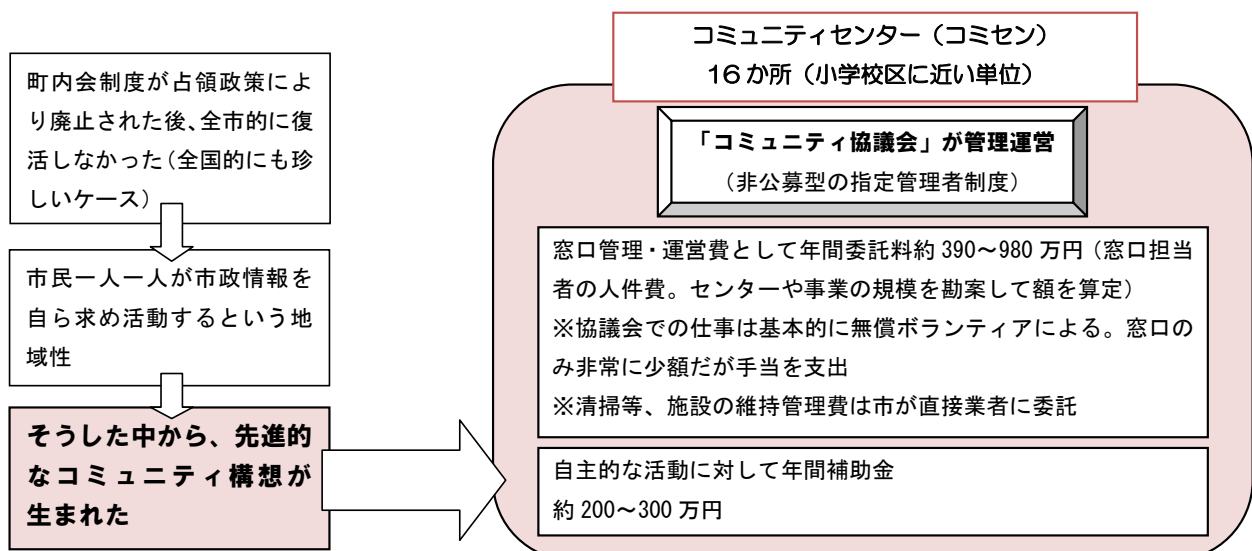 町内会制度が占領政策によ
り廃止された後、全市的に復
活しなかった（全国的にも珍
しいケース）
市民一人一人が市政情報を
自ら求め活動するという地
域性
そうした中から、先進的
なコミュニティ構想が
生まれた
コミュニティセンター（コミセン）
16か所（小学校区に近い単位）
「コミュニティ協議会」が管理運営
（非公募型の指定管理者制度）
窓口管理・運営費として年間委託料約390～980万円（窓口担当
者の人件費。センターや事業の規模を勘案して額を算定）
※協議会での仕事は基本的に無償ボランティアによる。窓口の
み非常に少額だが手当を支出
※清掃等、施設の維持管理費は市が直接業者に委託
自主的な活動に対して年間補助金
約200～300万円